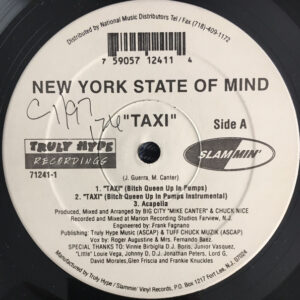 Distributed by National Music Distributors Tel / Fax (718)-409-1172
7 59057 12411 4
NEW YORK STATE OF MIND
"TAXI"
Side A
TRULY HYPE
RECORDINGS
71241-1
SLAMMIN'
(J. Guerra, M. Canter)
1. "TAXI" (Bitch Queen Up In Pumps)
2. "TAXI" (Bitch Queen Up In Pumps Instrumental)
3. Acapella
Produced, Mixed and Arranged by BIG CITY "MIKE CANTER" & CHUCK NICE
Recorded and Mixed at Marion Recording Studios Fairview, N.J.
Engineered by Frank Fagnano
Publishing: Truly Hype Music (ASCAP) & TUFF CHUCK MUZIK (ASCAP)
Vox by: Roger Augustine & Mrs. Fernando Baez
SPECIAL THANKS TO: Vinnie Birbiglia D.J. Boris, Junior Vasquez,
"Little" Louie Vega, Johnny D. D.J. Jonathan Peters, Lord G.
David Morales, Glen Friscia and Frankie Knuckles
Manufactured by Truly Hype / Slammin' Vinyl Records, P.O. Box 1217 Fort Lee, N.J. 07024